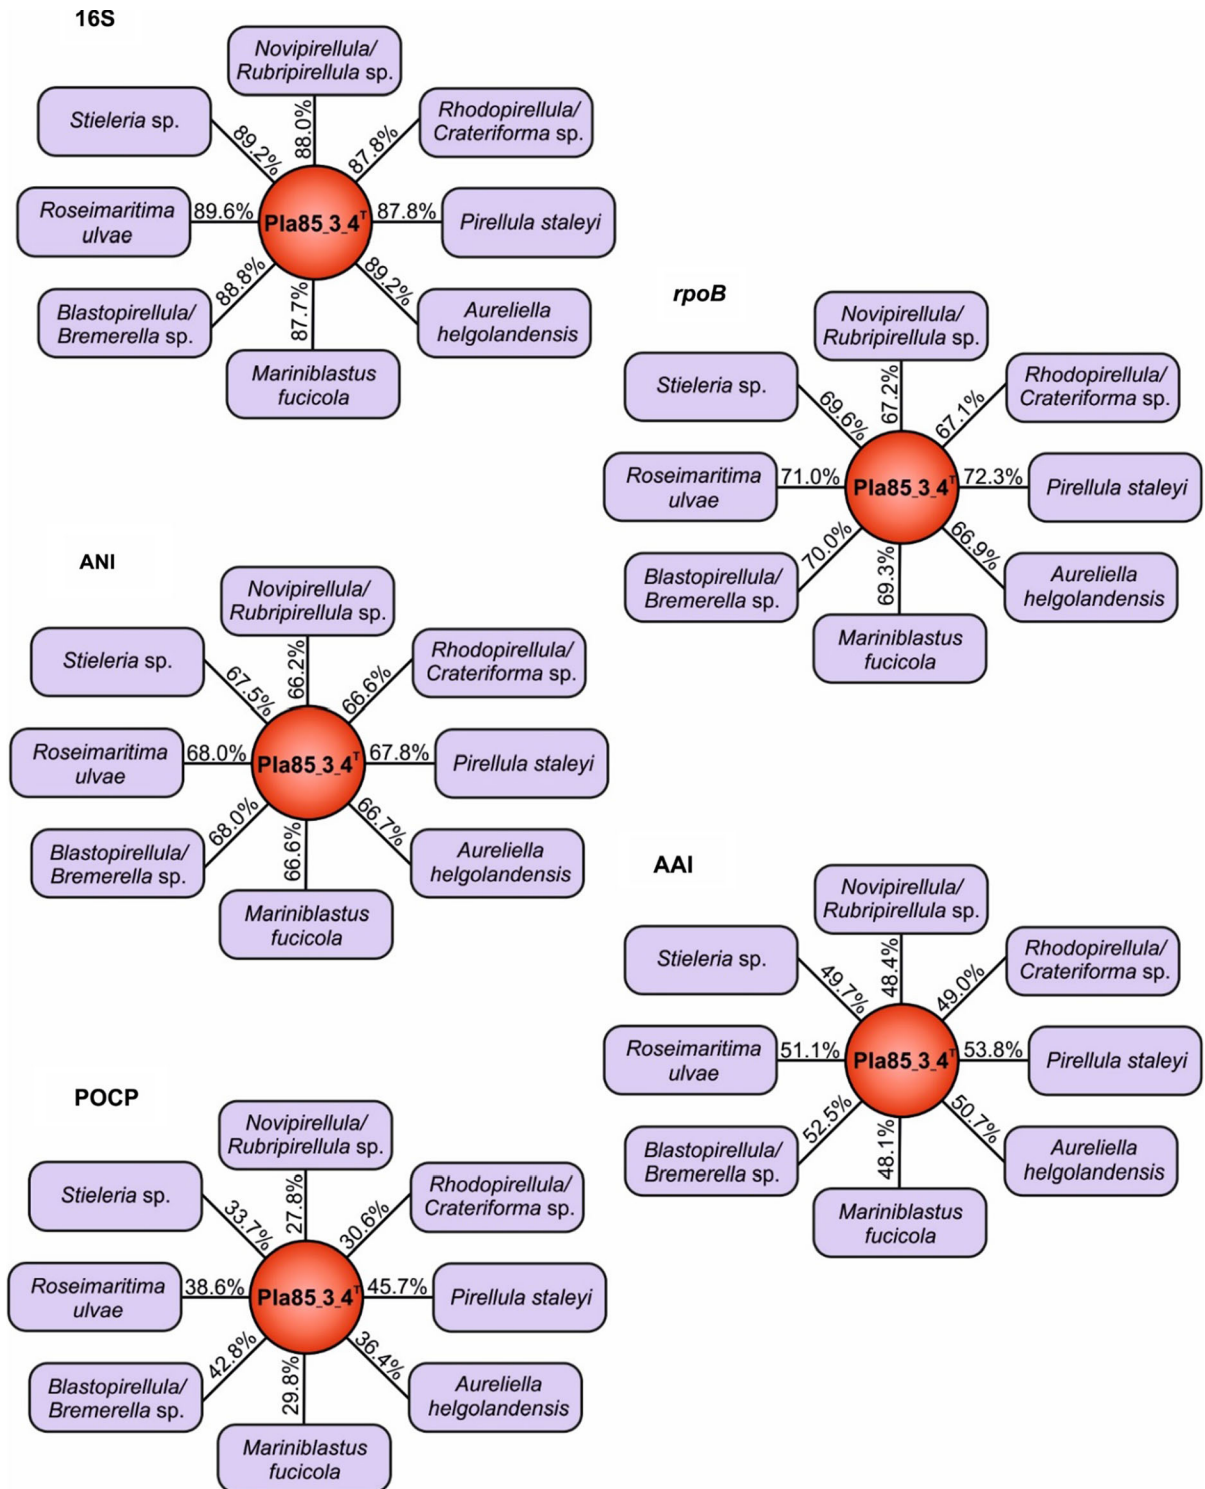 16S
Novipirellula/
Rubripirellula sp.
Stieleria sp.
Rhodopirellula/
Crateriforma sp.
89.2%
88.0%
87.8%
Roseimaritima
ulvae
89.6%
Pla85_3_4T
87.8%
Pirellula staleyi
Blastopirellula/
Bremerella sp.
88.8%
87.7%
89.2%
Aureliella
helgolandensis
Mariniblastus
fucicola
rpoB
Novipirellula/
Rubripirellula sp.
Stieleria sp.
Rhodopirellula/
Crateriforma sp.
69.6%
67.2%
67.1%
Roseimaritima
ulvae
71.0%
Pla85_3_4T
72.3%
Pirellula staleyi
Blastopirellula/
Bremerella sp.
70.0%
69.3%
66.9%
Aureliella
helgolandensis
Mariniblastus
fucicola
ANI
Novipirellula/
Rubripirellula sp.
Stieleria sp.
Rhodopirellula/
Crateriforma sp.
67.5%
66.2%
66.6%
Roseimaritima
ulvae
68.0%
Pla85_3_4T
67.8%
Pirellula staleyi
Blastopirellula/
Bremerella sp.
68.0%
66.6%
66.7%
Aureliella
helgolandensis
Mariniblastus
fucicola
AAI
Novipirellula/
Rubripirellula sp.
Stieleria sp.
Rhodopirellula/
Crateriforma sp.
49.7%
48.4%
49.0%
Roseimaritima
ulvae
51.1%
Pla85_3_4T
53.8%
Pirellula staleyi
Blastopirellula/
Bremerella sp.
52.5%
48.1%
50.7%
Aureliella
helgolandensis
Mariniblastus
fucicola
POCP
Novipirellula/
Rubripirellula sp.
Stieleria sp.
Rhodopirellula/
Crateriforma sp.
33.7%
27.8%
30.6%
Roseimaritima
ulvae
38.6%
Pla85_3_4T
45.7%
Pirellula staleyi
Blastopirellula/
Bremerella sp.
42.8%
29.8%
36.4%
Aureliella
helgolandensis
Mariniblastus
fucicola